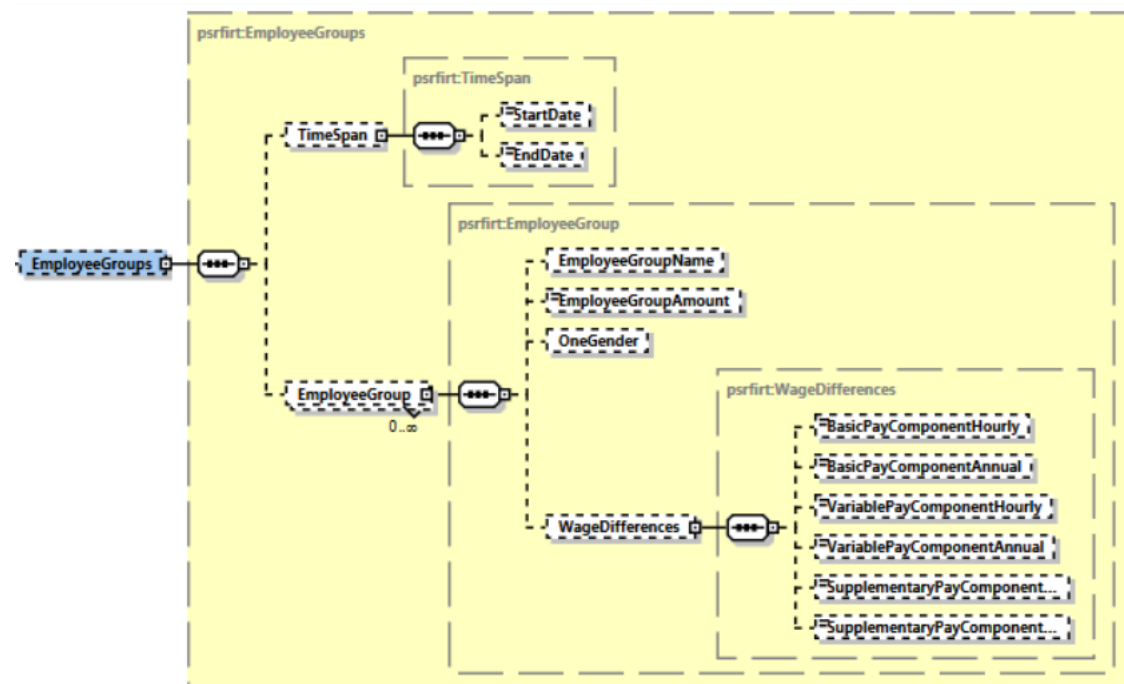 psrfirt:EmployeeGroups
psrfirt:TimeSpan
StartDate
TimeSpan
EndDate
psrfirt:EmployeeGroup
EmployeeGroups
EmployeeGroupName
EmployeeGroupAmount
OneGender
EmployeeGroup
0..∞
psrfirt:WageDifferences
BasicPayComponentHourly
BasicPayComponentAnnual
VariablePayComponentHourly
WageDifferences
VariablePayComponentAnnual
SupplementaryPayComponent...
SupplementaryPayComponent...